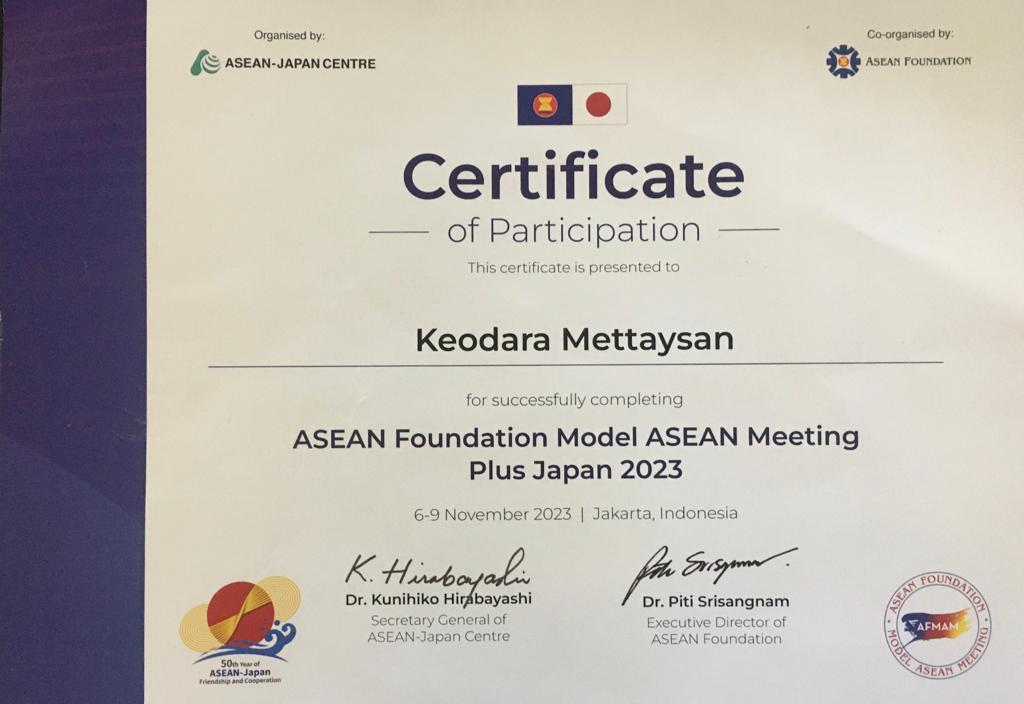 Organised by:
ASEAN-JAPAN CENTRE
Co-organised by:
ASEAN FOUNDATION
Certificate
of Participation
This certificate is presented to
Keodara Mettaysan
for successfully completing
ASEAN Foundation Model ASEAN Meeting
Plus Japan 2023
6-9 November 2023 | Jakarta, Indonesia
K. Hirabayashi
Dr. Kunihiko Hirabayashi
Secretary General of
ASEAN-Japan Centre
Dr. Piti Srisangnam
Executive Director of
ASEAN Foundation
50th Year of
ASEAN-Japan
Friendship and Cooperation
ASEAN FOUNDATION
AFMAM
MODEL ASEAN MEETING